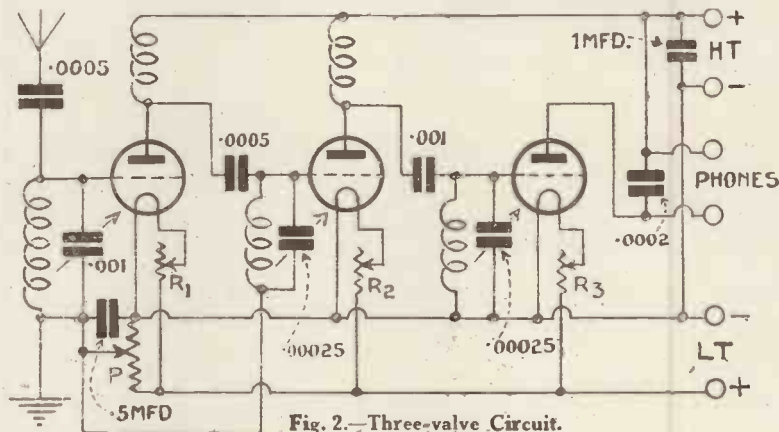 +
1MFD.
HT
-
.0005
.0005
.001
PHONES
.0002
.001
R1
R2
R3
-
.00025
.00025
LT
P
+
.5MFD
Fig. 2.—Three-valve Circuit.